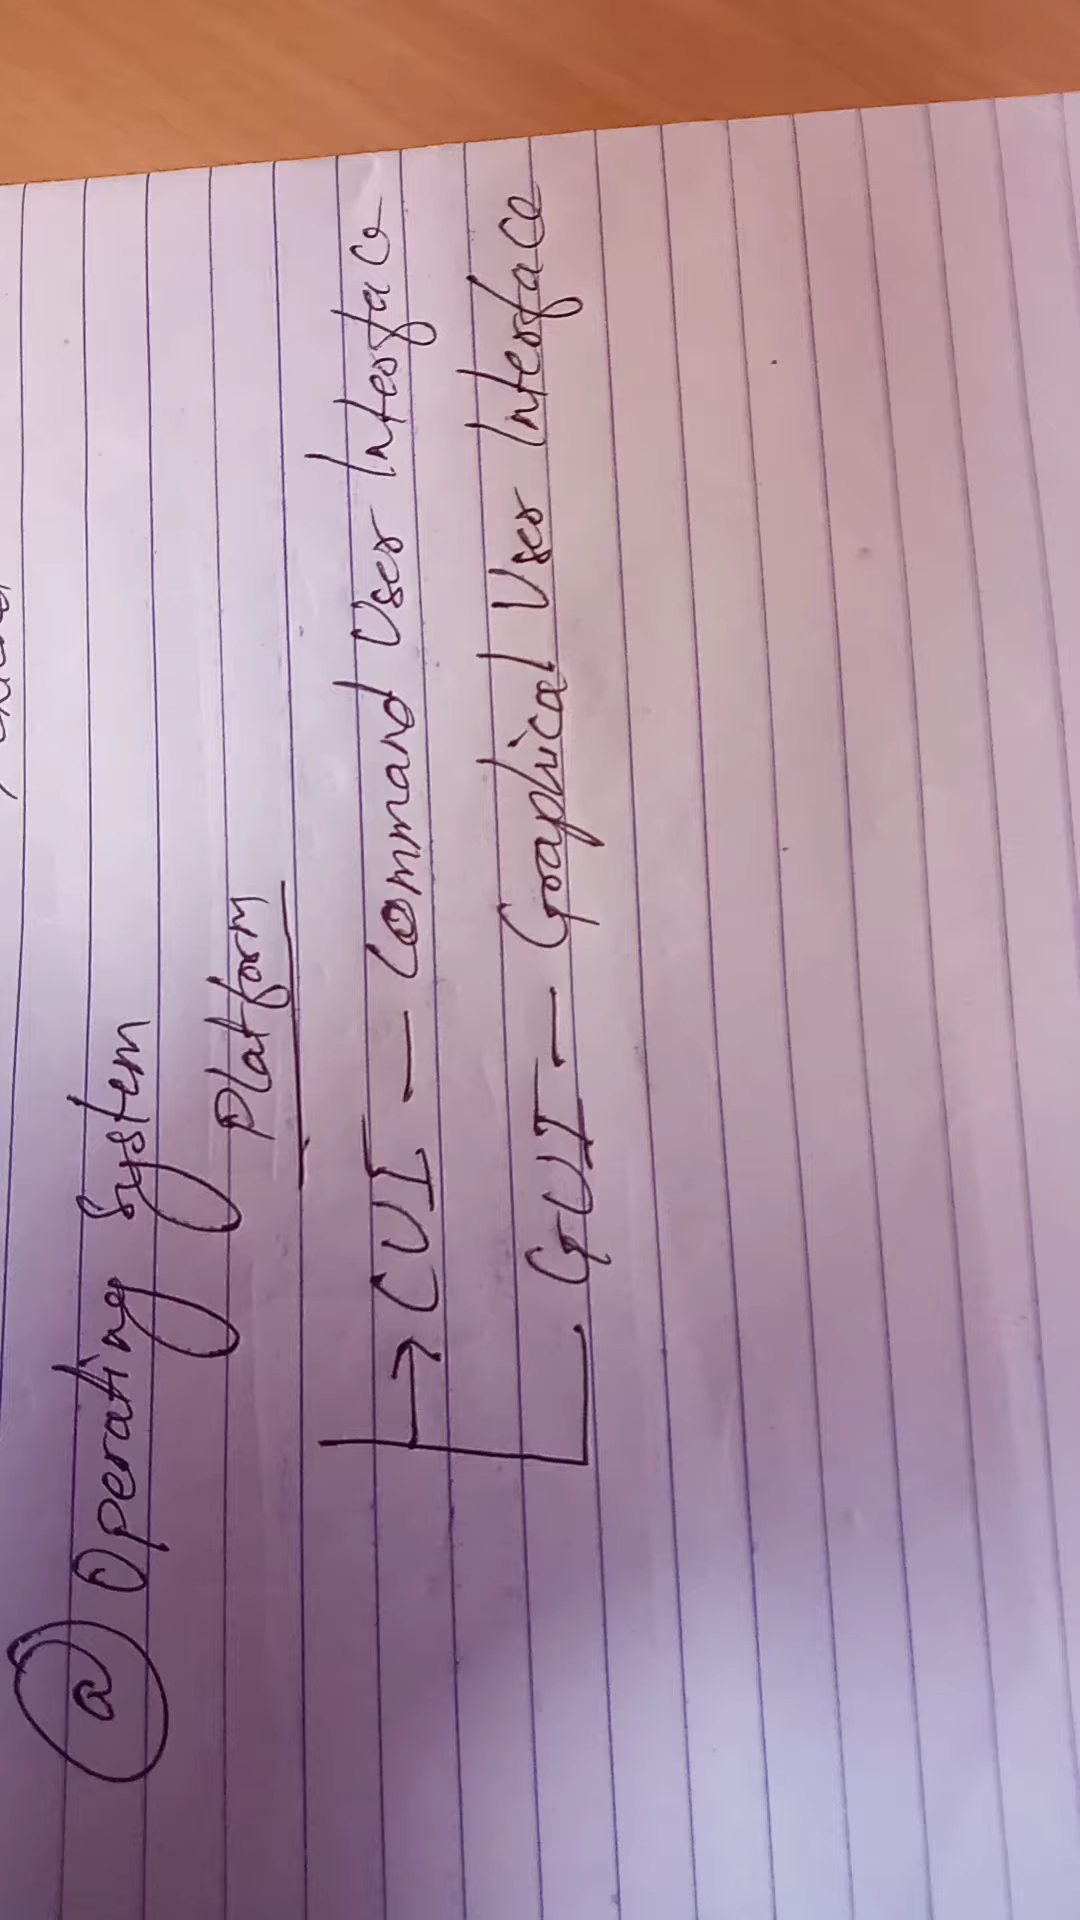 a Operating System
Platform
→ CUI — Command User Interface
GUI — Graphical User Interface